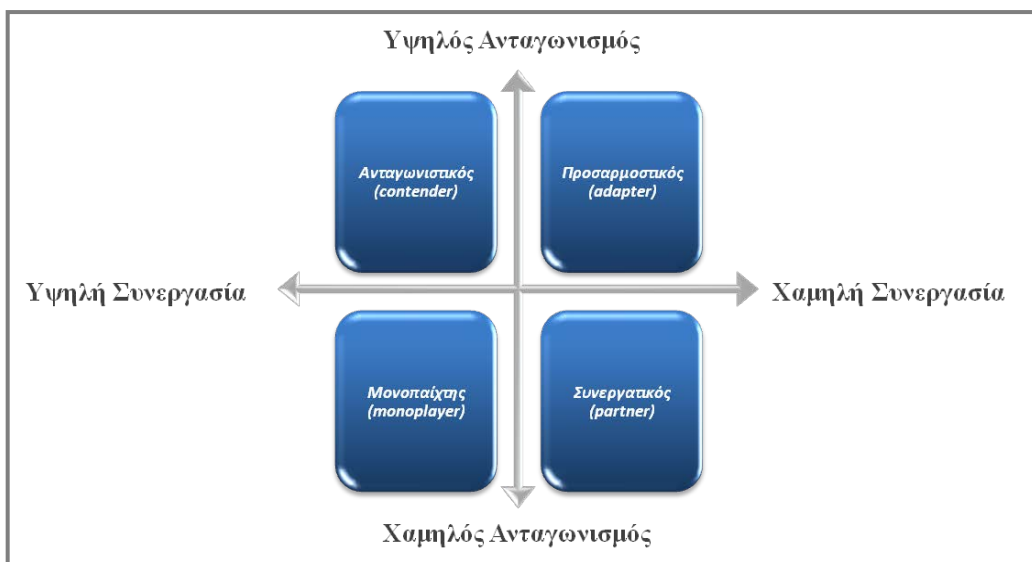 Υψηλός Ανταγωνισμός
Ανταγωνιστικός
(contender)
Προσαρμοστικός
(adapter)
Υψηλή Συνεργασία
Χαμηλή Συνεργασία
Μονοπαίχτης
(monoplayer)
Συνεργατικός
(partner)
Χαμηλός Ανταγωνισμός